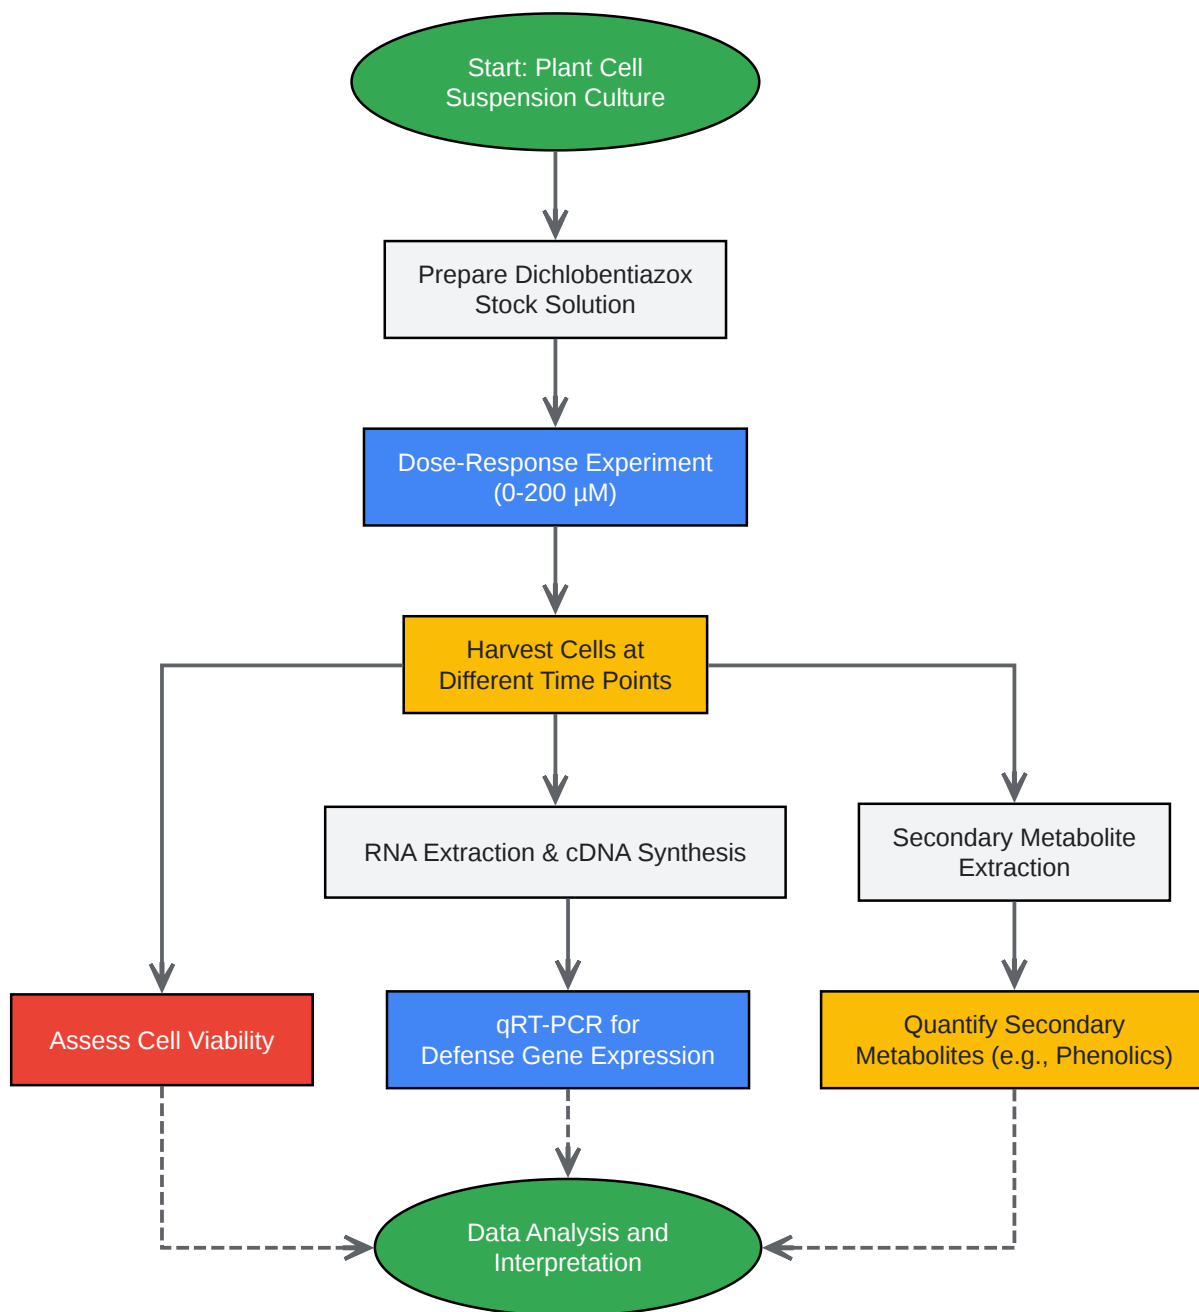 Start: Plant Cell
Suspension Culture
Prepare Dichlobentiazox
Stock Solution
Dose-Response Experiment
(0-200 µM)
Harvest Cells at
Different Time Points
RNA Extraction & cDNA Synthesis
Secondary Metabolite
Extraction
Assess Cell Viability
qRT-PCR for
Defense Gene Expression
Quantify Secondary
Metabolites (e.g., Phenolics)
Data Analysis and
Interpretation